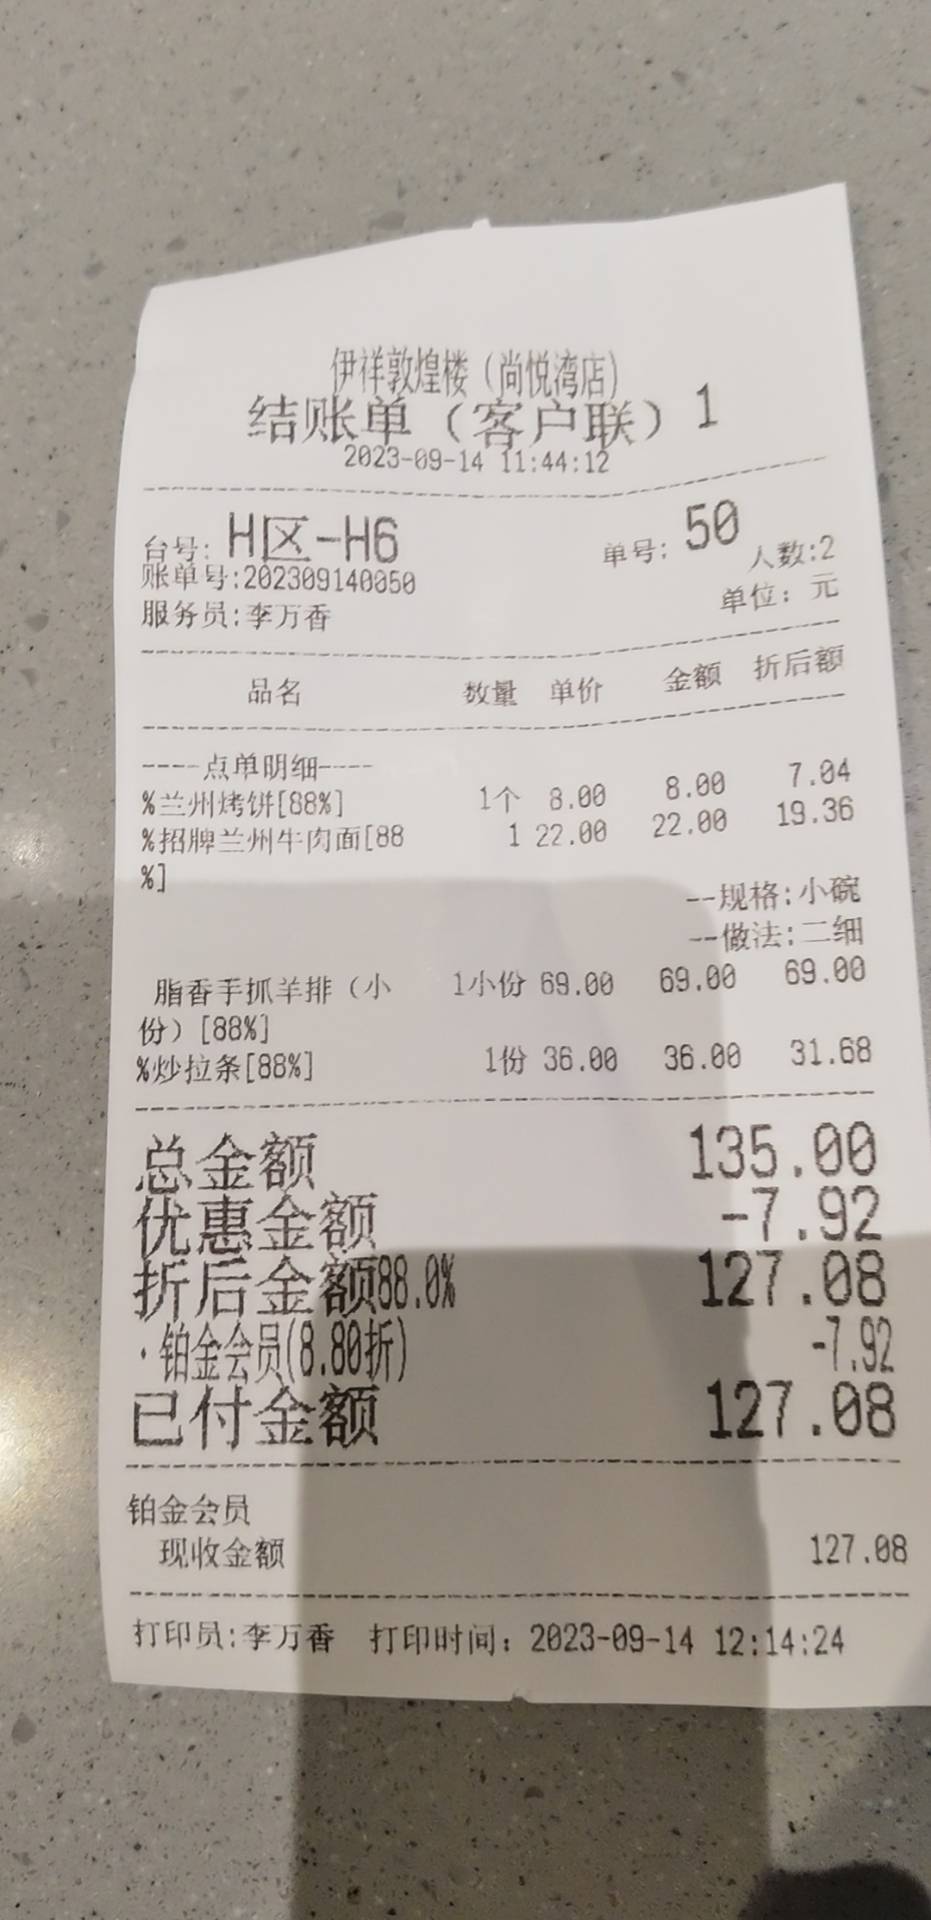 伊祥敦煌楼（尚悦湾店）
结账单（客户联）1
2023-09-14 11:44:12
台号: H区-H6 单号: 50 人数:2
账单号:202309140050
服务员:李万香 单位: 元
品名 数量 单价 金额 折后额
----点单明细----
%兰州烤饼[88%] 1个 8.00 8.00 7.04
%招牌兰州牛肉面[88 1 22.00 22.00 19.36
%]
--规格:小碗
--做法:二细
脂香手抓羊排（小 1小份 69.00 69.00 69.00
份）[88%]
%炒拉条[88%] 1份 36.00 36.00 31.68
总金额 135.00
优惠金额 -7.92
折后金额88.0% 127.08
·铂金会员(8.80折) -7.92
已付金额 127.08
铂金会员
现收金额 127.08
打印员:李万香 打印时间: 2023-09-14 12:14:24